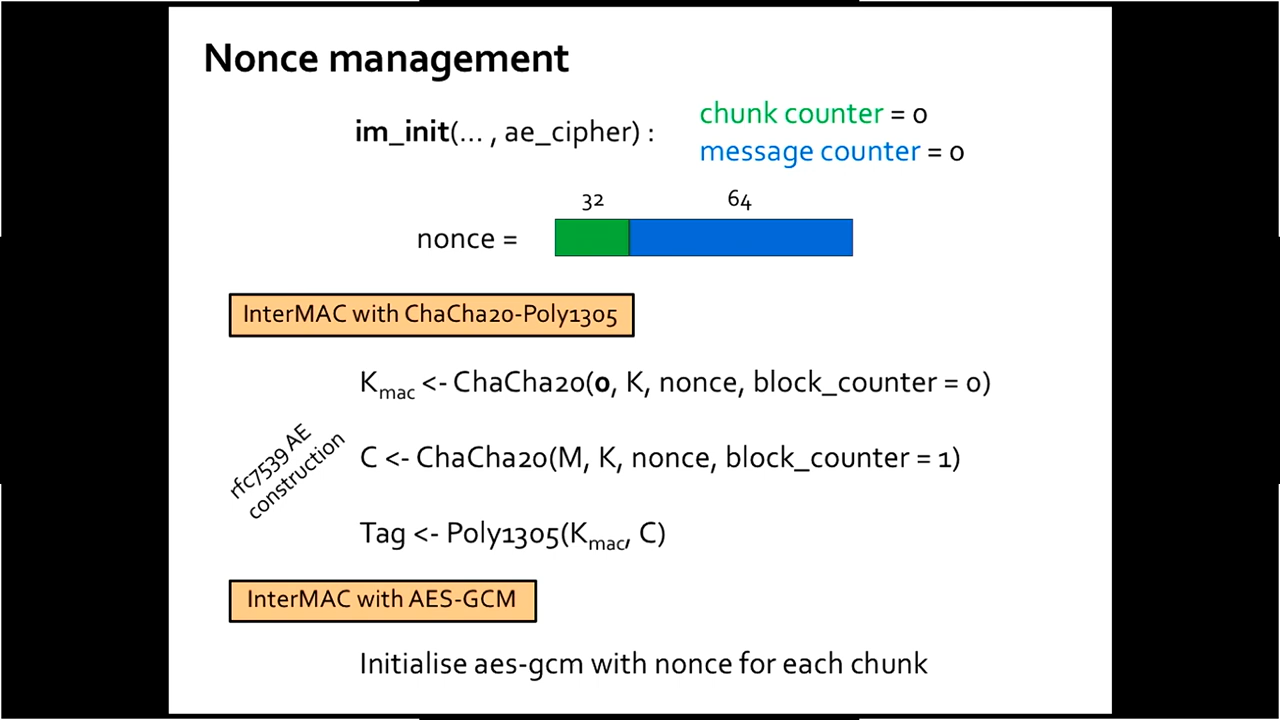 Nonce management
im_init(... , ae_cipher) :
chunk counter = 0
message counter = 0
32
64
nonce =
InterMAC with ChaCha20-Poly1305
Kmac <- ChaCha20(0, K, nonce, block_counter = 0)
rfc7539 AE
construction
C <- ChaCha20(M, K, nonce, block_counter = 1)
Tag <- Poly1305(Kmac, C)
InterMAC with AES-GCM
Initialise aes-gcm with nonce for each chunk